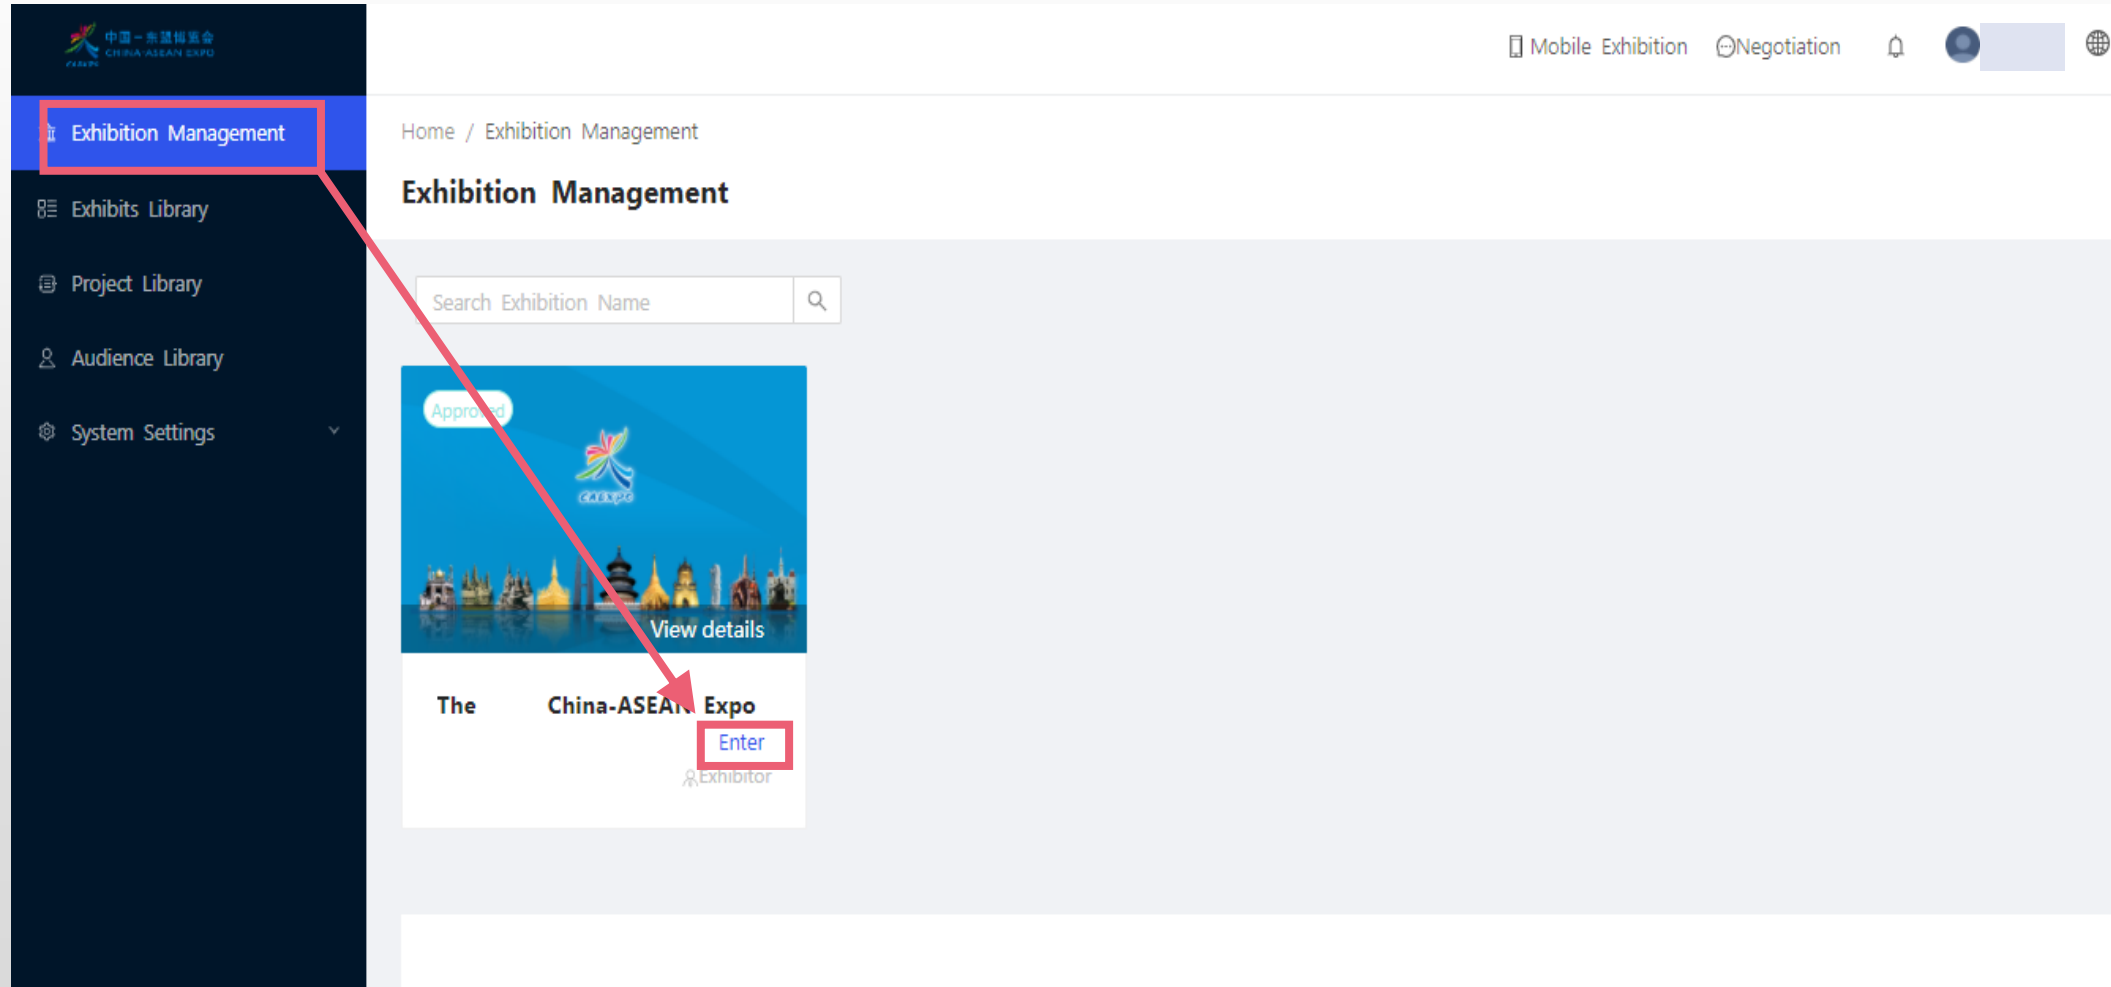 中国－东盟博览会
CHINA-ASEAN EXPO
CAEXPO
Mobile Exhibition
Negotiation
Exhibition Management
Exhibits Library
Project Library
Audience Library
System Settings
Home / Exhibition Management
Exhibition Management
Search Exhibition Name
Approved
CAEXPO
View details
The China-ASEAN Expo
Enter
Exhibitor